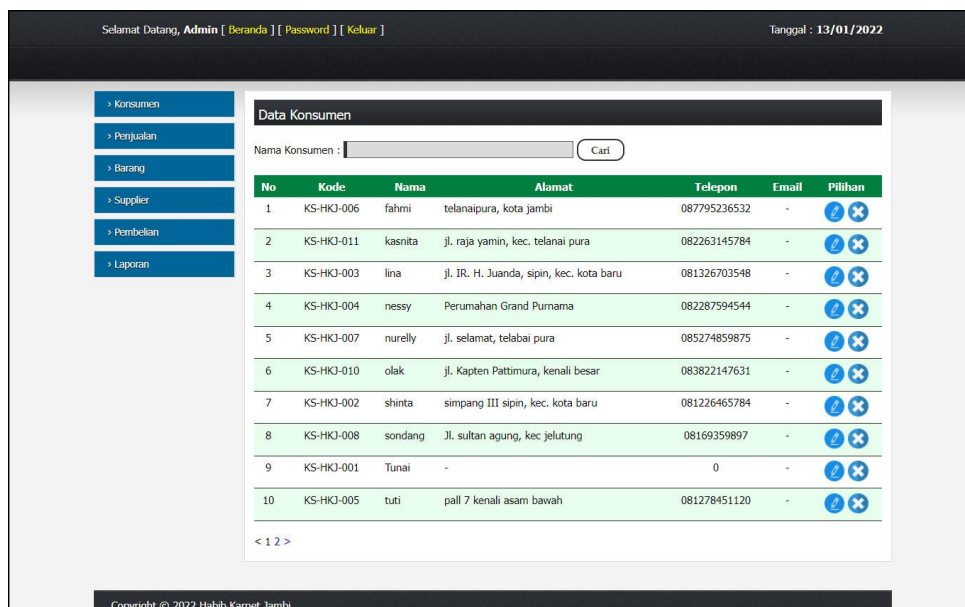 Selamat Datang, Admin [ Beranda ] [ Password ] [ Keluar ]
Tanggal : 13/01/2022
› Konsumen
› Penjualan
› Barang
› Supplier
› Pembelian
› Laporan
Data Konsumen
Nama Konsumen :
Cari
No Kode Nama Alamat Telepon Email Pilihan
1 KS-HKJ-006 fahmi telanaipura, kota jambi 087795236532 -
2 KS-HKJ-011 kasnita jl. raja yamin, kec. telanai pura 082263145784 -
3 KS-HKJ-003 lina jl. IR. H. Juanda, sipin, kec. kota baru 081326703548 -
4 KS-HKJ-004 nessy Perumahan Grand Purnama 082287594544 -
5 KS-HKJ-007 nurelly jl. selamat, telabai pura 085274859875 -
6 KS-HKJ-010 olak jl. Kapten Pattimura, kenali besar 083822147631 -
7 KS-HKJ-002 shinta simpang III sipin, kec. kota baru 081226465784 -
8 KS-HKJ-008 sondang Jl. sultan agung, kec jelutung 08169359897 -
9 KS-HKJ-001 Tunai - 0 -
10 KS-HKJ-005 tuti pall 7 kenali asam bawah 081278451120 -
< 1 2 >
Copyright © 2022 Habib Karpet Jambi